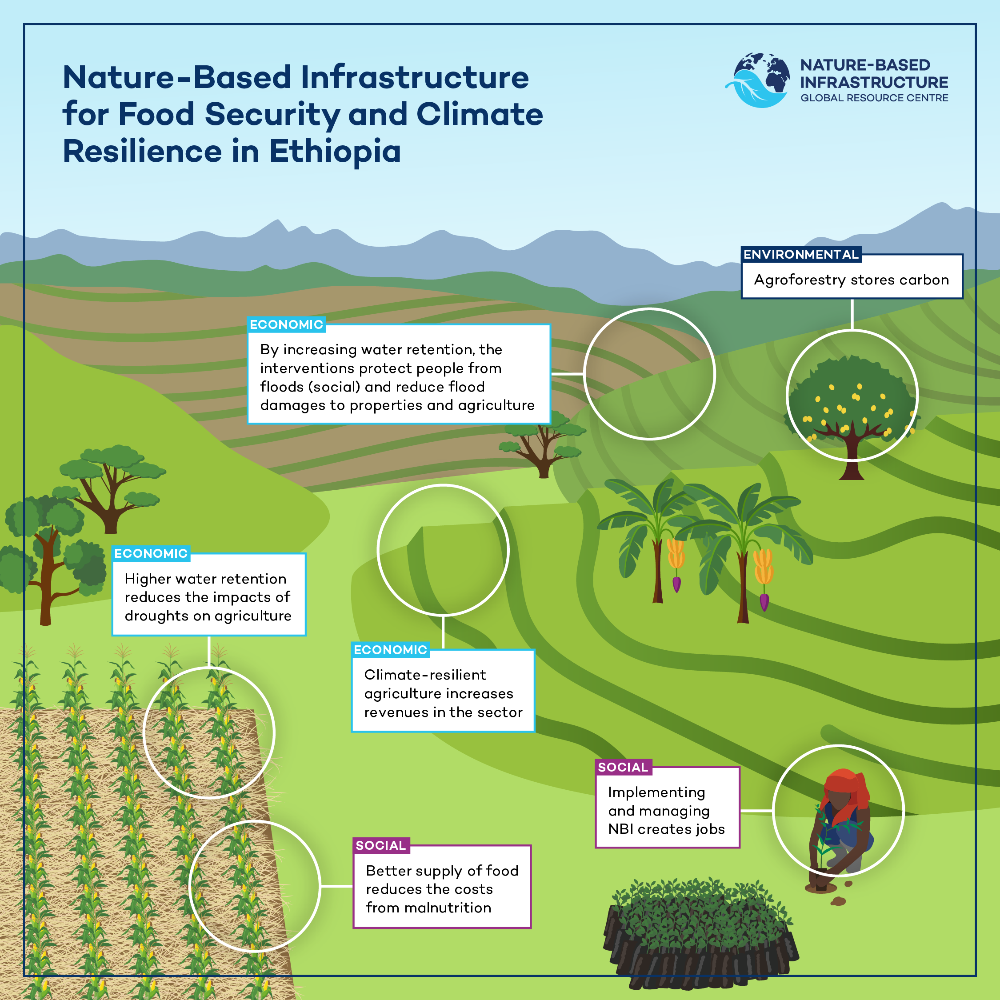 Nature-Based Infrastructure
for Food Security and Climate
Resilience in Ethiopia
NATURE-BASED
INFRASTRUCTURE
GLOBAL RESOURCE CENTRE
ENVIRONMENTAL
Agroforestry stores carbon
ECONOMIC
By increasing water retention, the
interventions protect people from
floods (social) and reduce flood
damages to properties and agriculture
ECONOMIC
Higher water retention
reduces the impacts of
droughts on agriculture
ECONOMIC
Climate-resilient
agriculture increases
revenues in the sector
SOCIAL
Implementing
and managing
NBI creates jobs
SOCIAL
Better supply of food
reduces the costs
from malnutrition